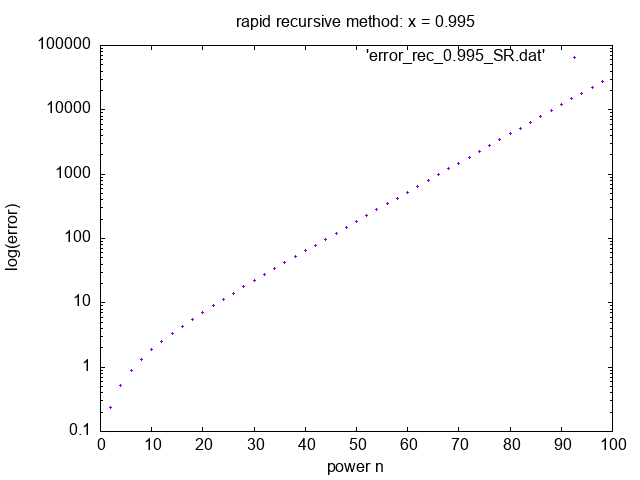 rapid recursive method: x = 0.995
'error_rec_0.995_SR.dat'
100000
10000
1000
100
10
1
0.1
log(error)
0 10 20 30 40 50 60 70 80 90 100
power n